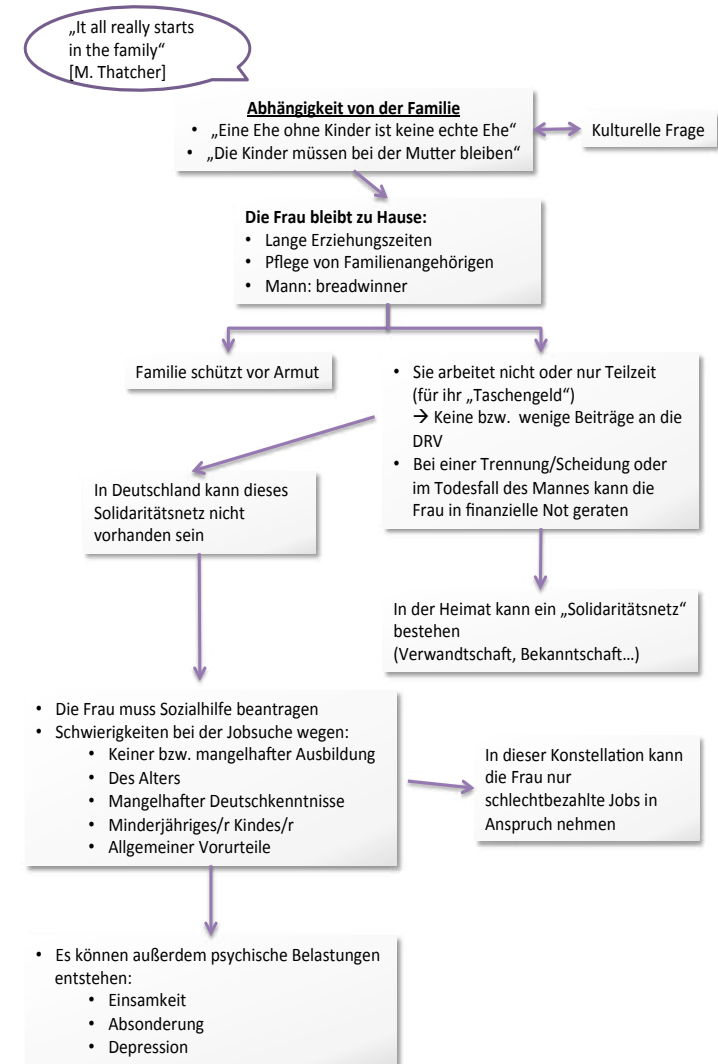 „It all really starts
in the family“
[M. Thatcher]
Abhängigkeit von der Familie
• „Eine Ehe ohne Kinder ist keine echte Ehe“
• „Die Kinder müssen bei der Mutter bleiben“
Kulturelle Frage
Die Frau bleibt zu Hause:
• Lange Erziehungszeiten
• Pflege von Familienangehörigen
• Mann: breadwinner
Familie schützt vor Armut
• Sie arbeitet nicht oder nur Teilzeit
(für ihr „Taschengeld“)
→ Keine bzw. wenige Beiträge an die
DRV
• Bei einer Trennung/Scheidung oder
im Todesfall des Mannes kann die
Frau in finanzielle Not geraten
In Deutschland kann dieses
Solidaritätsnetz nicht
vorhanden sein
In der Heimat kann ein „Solidaritätsnetz“
bestehen
(Verwandtschaft, Bekanntschaft…)
• Die Frau muss Sozialhilfe beantragen
• Schwierigkeiten bei der Jobsuche wegen:
• Keiner bzw. mangelhafter Ausbildung
• Des Alters
• Mangelhafter Deutschkenntnisse
• Minderjähriges/r Kindes/r
• Allgemeiner Vorurteile
In dieser Konstellation kann
die Frau nur
schlechtbezahlte Jobs in
Anspruch nehmen
• Es können außerdem psychische Belastungen
entstehen:
• Einsamkeit
• Absonderung
• Depression